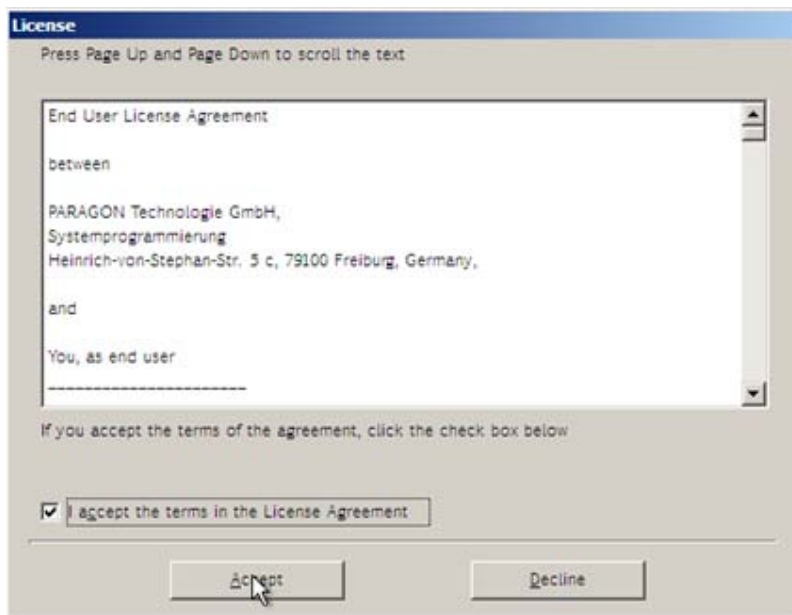 License
Press Page Up and Page Down to scroll the text
End User License Agreement
between
PARAGON Technologie GmbH,
Systemprogrammierung
Heinrich-von-Stephan-Str. 5 c, 79100 Freiburg, Germany,
and
You, as end user
----------------------
If you accept the terms of the agreement, click the check box below
I accept the terms in the License Agreement
Accept
Decline